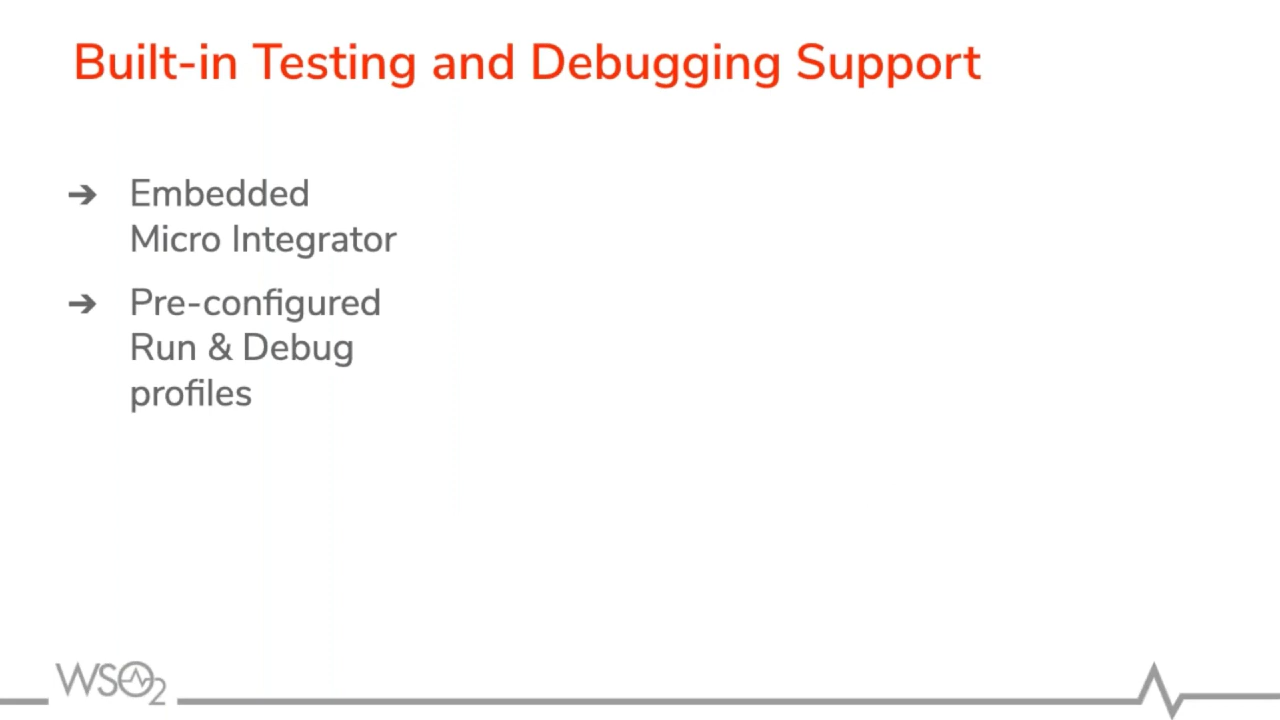 Built-in Testing and Debugging Support
➔ Embedded
Micro Integrator
➔ Pre-configured
Run & Debug
profiles
WSO2